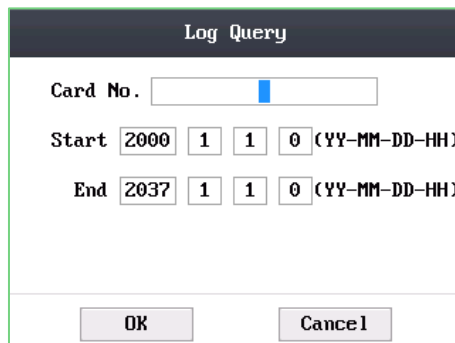 Log Query
Card No.
Start 2000 1 1 0 (YY-MM-DD-HH)
End 2037 1 1 0 (YY-MM-DD-HH)
OK Cancel